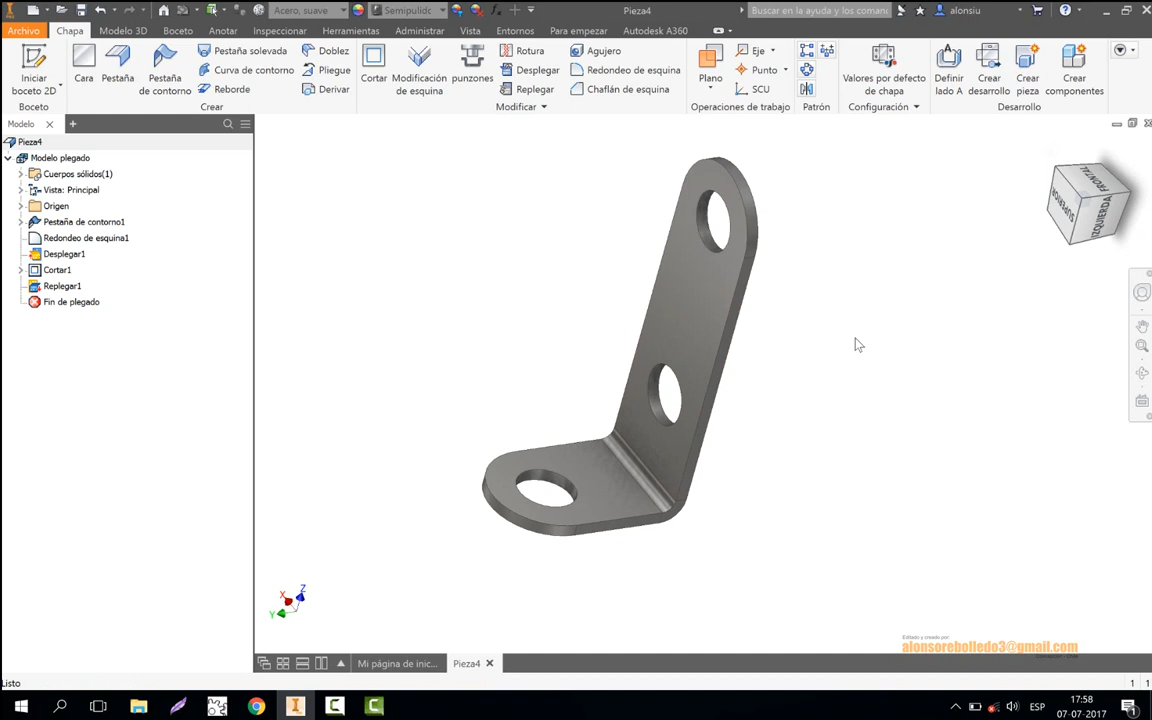 Acero, suave
Semipulido
Pieza4
Buscar en la ayuda y los comand
alonsiu
Archivo Chapa Modelo 3D Boceto Anotar Inspeccionar Herramientas Administrar Vista Entornos Para empezar Autodesk A360
Iniciar
boceto 2D
Boceto
Cara
Pestaña
Pestaña
de contorno
Pestaña solevada
Curva de contorno
Reborde
Doblez
Pliegue
Derivar
Crear
Cortar
Modificación
de esquina
punzones
Rotura
Desplegar
Replegar
Agujero
Redondeo de esquina
Chaflán de esquina
Modificar
Plano
Eje
Punto
SCU
Operaciones de trabajo
Patrón
Valores por defecto
de chapa
Configuración
Definir
lado A
Crear
desarrollo
Crear
pieza
Crear
componentes
Desarrollo
Modelo
Pieza4
Modelo plegado
Cuerpos sólidos(1)
Vista: Principal
Origen
Pestaña de contorno1
Redondeo de esquina1
Desplegar1
Cortar1
Replegar1
Fin de plegado
FRONTAL
SUPERIOR
IZQUIERDA
X
Y
Z
Editado y creado por:
alonsorebolledo3@gmail.com
Mi página de inic...
Pieza4
Listo
1 1
ESP
17:58
07-07-2017